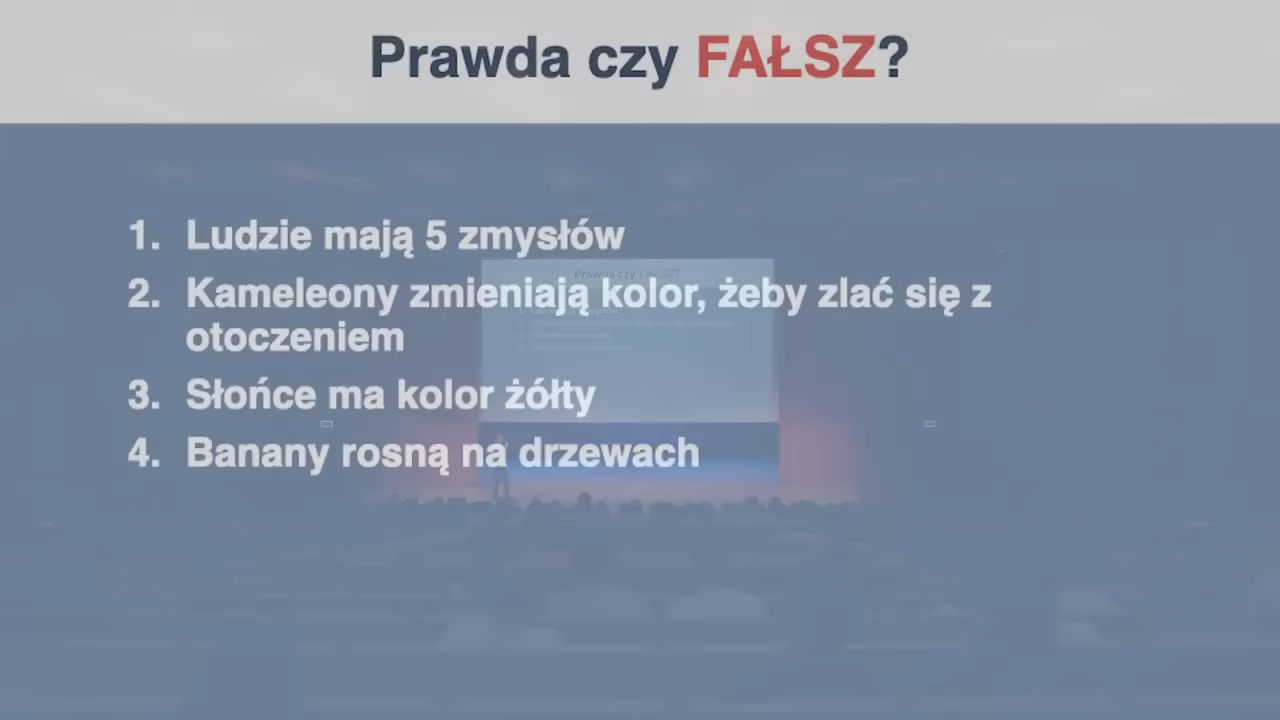 Prawda czy FAŁSZ?
1. Ludzie mają 5 zmysłów
2. Kameleony zmieniają kolor, żeby zlać się z
otoczeniem
3. Słońce ma kolor żółty
4. Banany rosną na drzewach